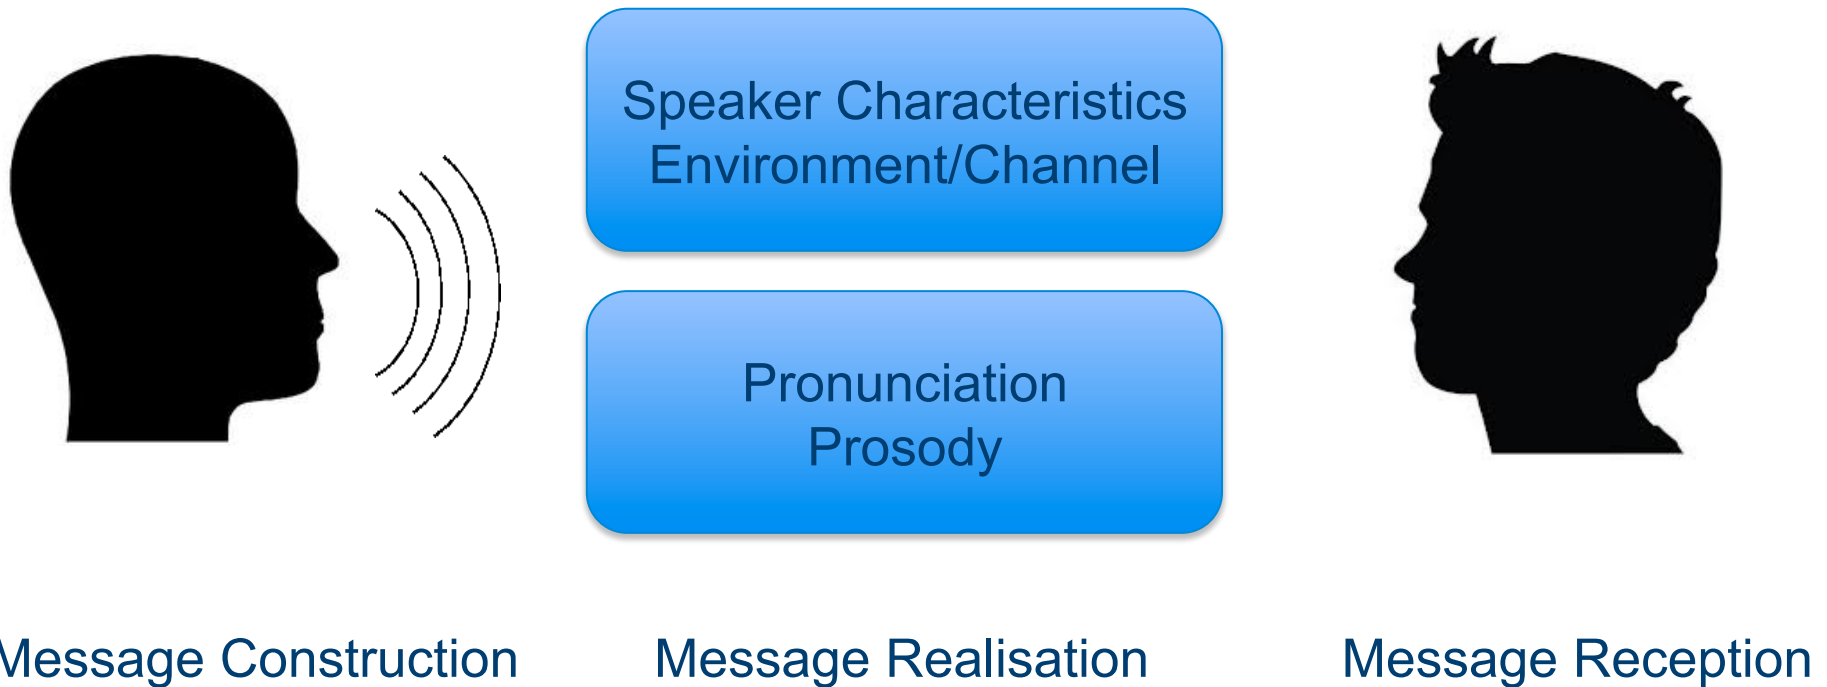 Speaker Characteristics
Environment/Channel
Pronunciation
Prosody
Message Construction
Message Realisation
Message Reception